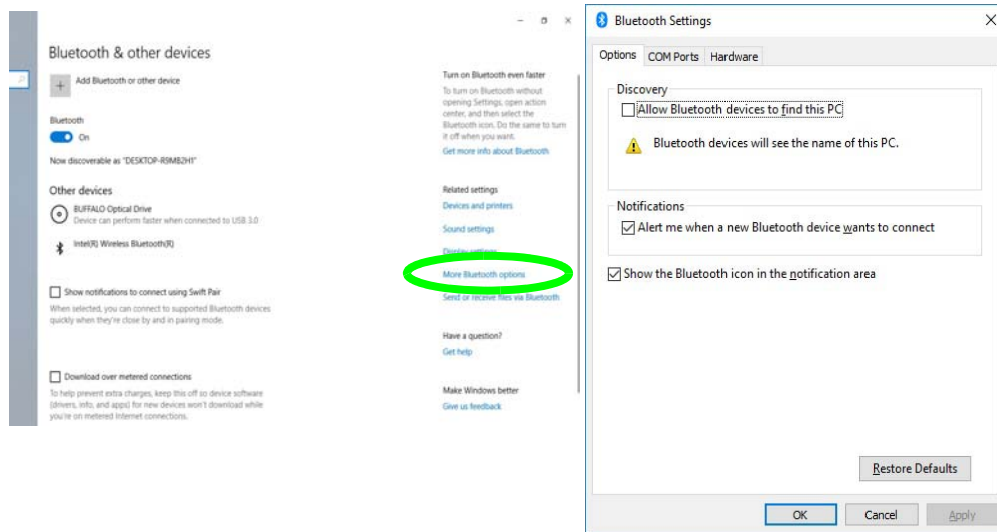 Bluetooth & other devices
Add Bluetooth or other device
Bluetooth
On
Now discoverable as "DESKTOP-R9MB2H1"
Other devices
BUFFALO Optical Drive
Device can perform faster when connected to USB 3.0
Intel(R) Wireless Bluetooth(R)
Show notifications to connect using Swift Pair
When selected, you can connect to supported Bluetooth devices
quickly when they're close by and in pairing mode.
Download over metered connections
To help prevent extra charges, keep this off so device software
(drivers, info, and apps) for new devices won't download while
you're on metered Internet connections.
Turn on Bluetooth even faster
To turn on Bluetooth without
opening Settings, open action
center, and then select the
Bluetooth icon. Do the same to turn
it off when you want.
Get more info about Bluetooth
Related settings
Devices and printers
Sound settings
Display settings
More Bluetooth options
Send or receive files via Bluetooth
Have a question?
Get help
Make Windows better
Give us feedback
Bluetooth Settings
Options COM Ports Hardware
Discovery
Allow Bluetooth devices to find this PC
Bluetooth devices will see the name of this PC.
Notifications
Alert me when a new Bluetooth device wants to connect
Show the Bluetooth icon in the notification area
Restore Defaults
OK Cancel Apply